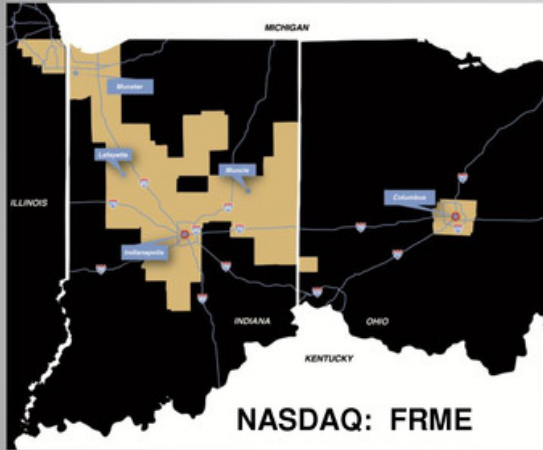 MICHIGAN
Munster
Lafayette
Muncie
ILLINOIS
Columbus
Indianapolis
INDIANA
OHIO
KENTUCKY
NASDAQ: FRME